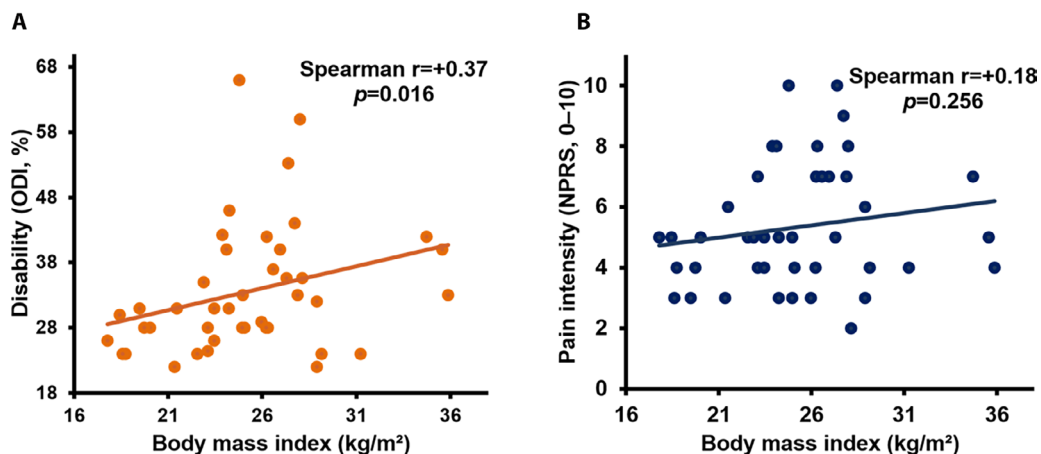 A
Spearman r=+0.37
p=0.016
Disability (ODI, %)
68
58
48
38
28
18
16 21 26 31 36
Body mass index (kg/m²)
B
Spearman r=+0.18
p=0.256
Pain intensity (NPRS, 0–10)
10
8
6
4
2
0
16 21 26 31 36
Body mass index (kg/m²)